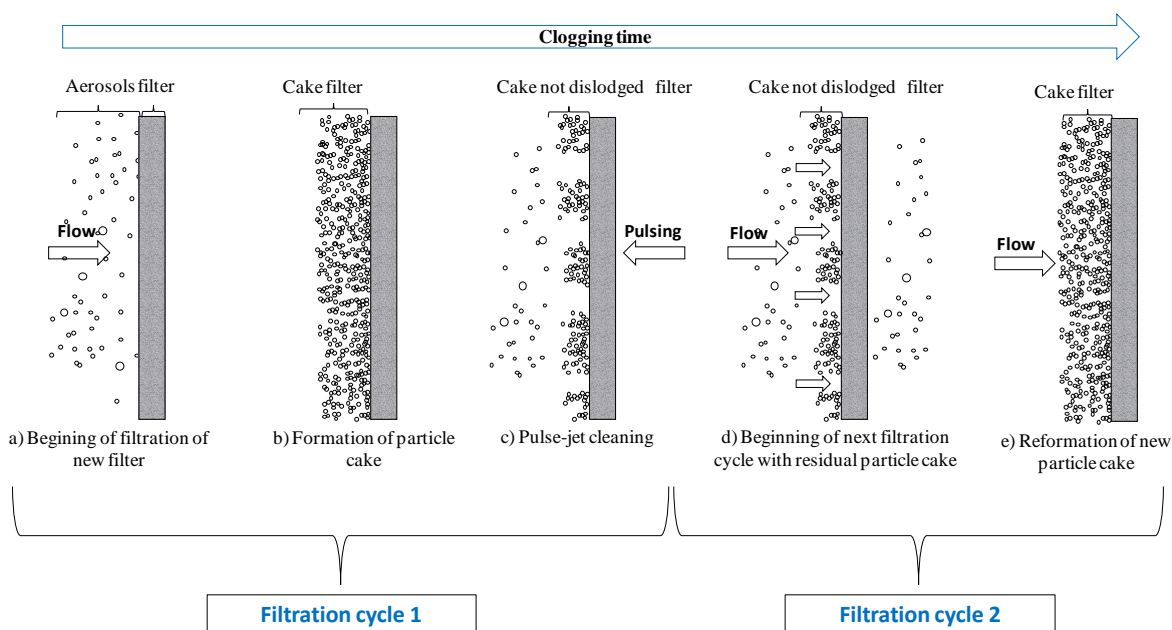 Clogging time
Aerosols filter
Cake filter
Cake not dislodged filter
Cake not dislodged filter
Cake filter
Flow
Pulsing
Flow
Flow
a) Begining of filtration of
new filter
b) Formation of particle
cake
c) Pulse-jet cleaning
d) Beginning of next filtration
cycle with residual particle cake
e) Reformation of new
particle cake
Filtration cycle 1
Filtration cycle 2